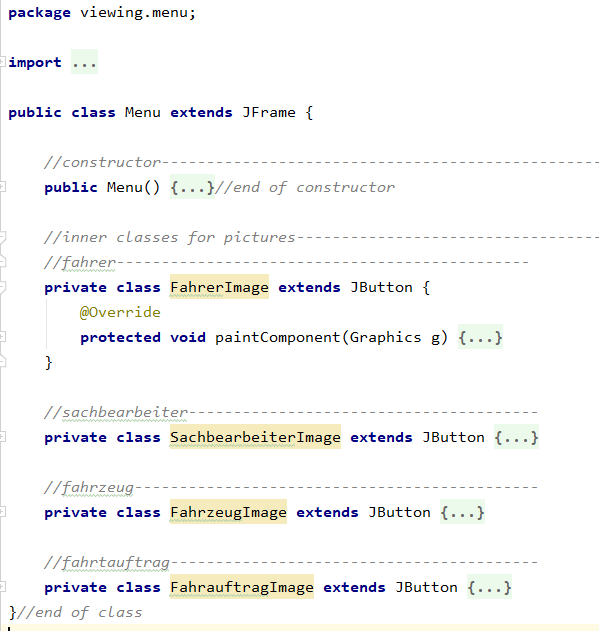 package viewing.menu;
import ...
public class Menu extends JFrame {
//constructor------------------------------------------------
public Menu() {...}//end of constructor
//inner classes for pictures----------------------------------
//fahrer----------------------------------------------
private class FahrerImage extends JButton {
@Override
protected void paintComponent(Graphics g) {...}
}
//sachbearbeiter---------------------------------------
private class SachbearbeiterImage extends JButton {...}
//fahrzeug---------------------------------------------
private class FahrzeugImage extends JButton {...}
//fahrtauftrag-----------------------------------------
private class FahrauftragImage extends JButton {...}
}//end of class